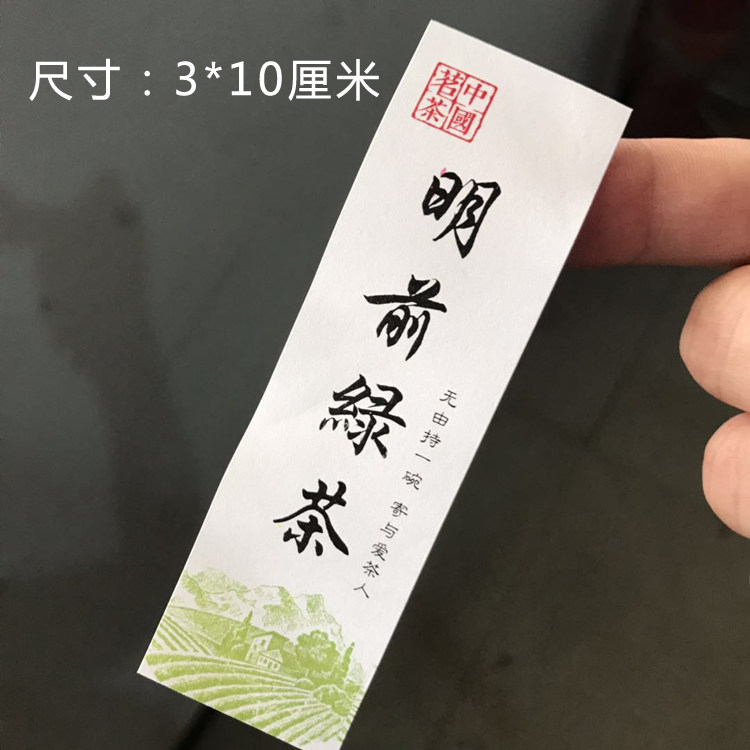 尺寸：3*10厘米
中國
茗茶
明前緑茶
无由持一碗 寄与爱茶人